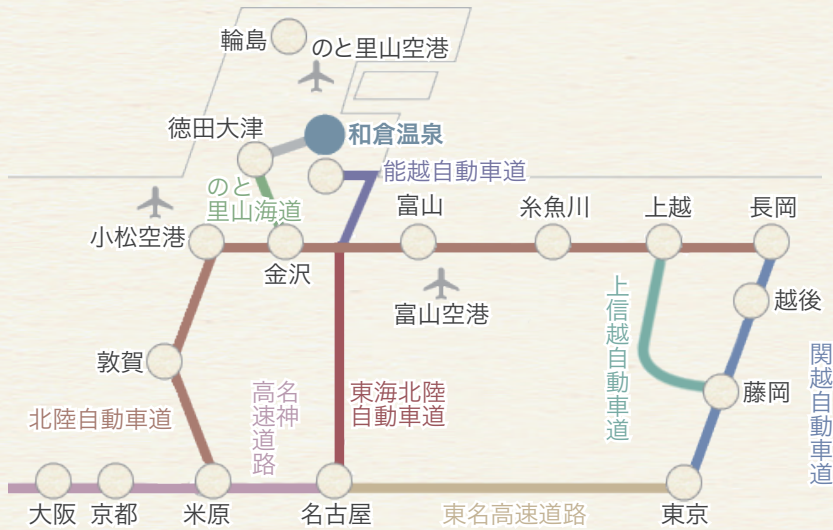 輪島
のと里山空港
徳田大津
和倉温泉
能越自動車道
のと
里山海道
小松空港
金沢
富山
糸魚川
上越
長岡
富山空港
越後
上信越自動車道
関越自動車道
敦賀
藤岡
北陸自動車道
名神
高速道路
東海北陸
自動車道
大阪
京都
米原
名古屋
東名高速道路
東京